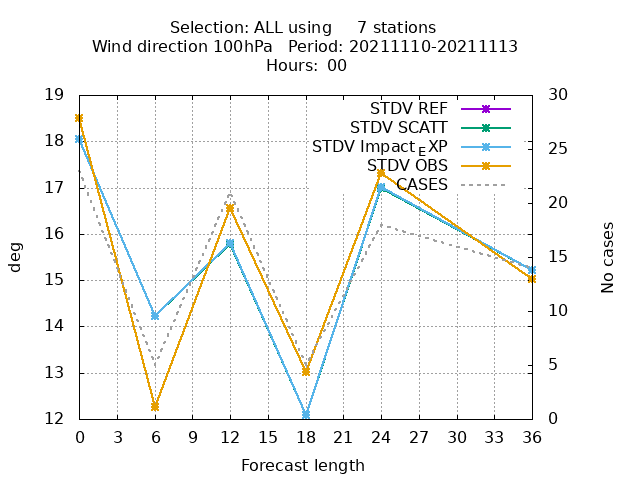 Selection: ALL using     7 stations
Wind direction 100hPa   Period: 20211110-20211113
Hours: 00
STDV REF
STDV SCATT
STDV Impact_EXP
STDV OBS
CASES
19
18
17
16
15
14
13
12
30
25
20
15
10
5
0
deg
No cases
0 3 6 9 12 15 18 21 24 27 30 33 36
Forecast length